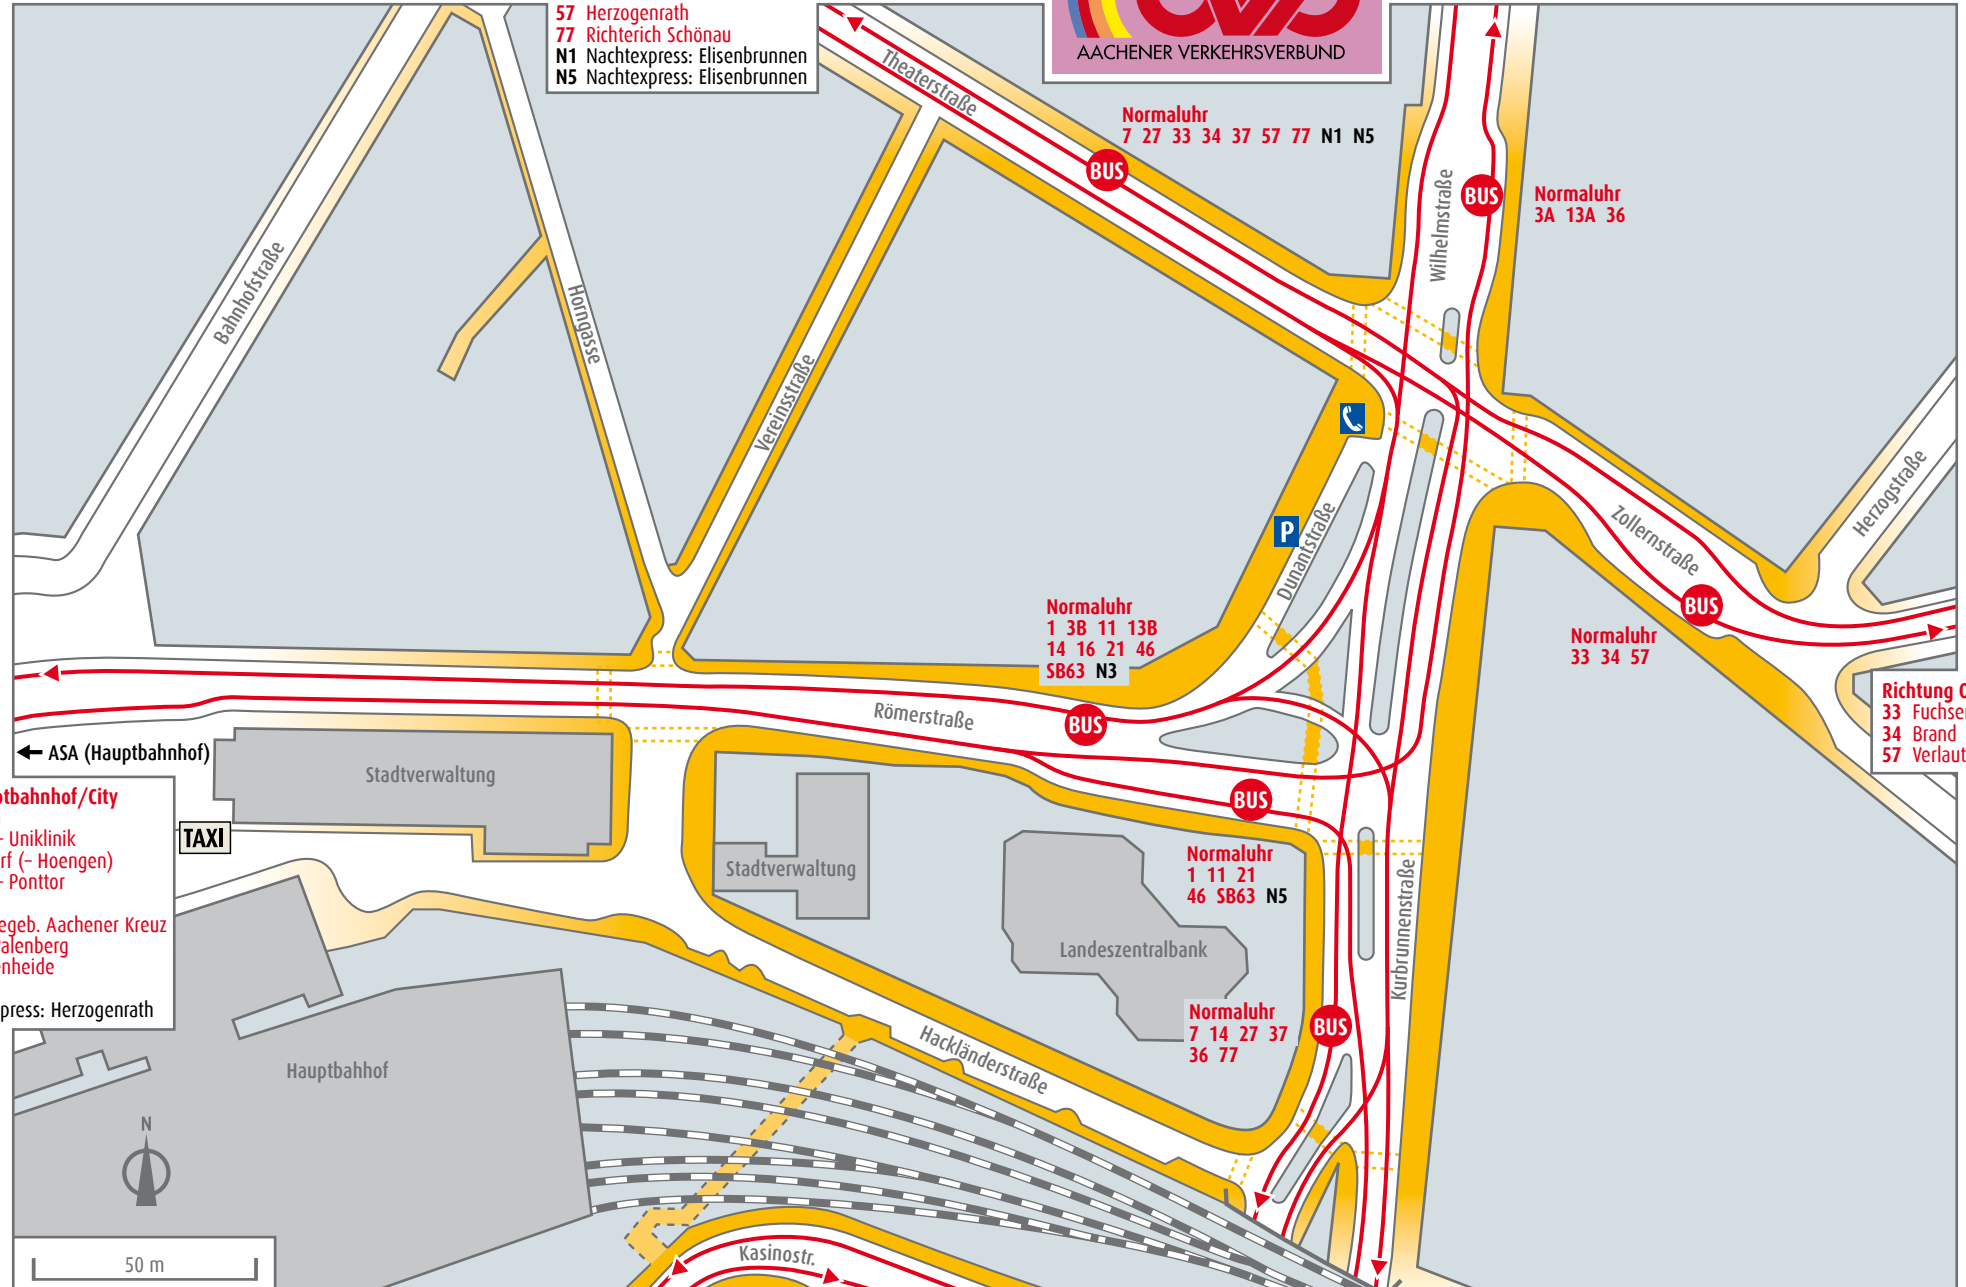 57 Herzogenrath
77 Richterich Schönau
N1 Nachtexpress: Elisenbrunnen
N5 Nachtexpress: Elisenbrunnen
AACHENER VERKEHRSVERBUND
Theaterstraße
Normaluhr
7 27 33 34 37 57 77 N1 N5
BUS
Wilhelmstraße
BUS
Normaluhr
3A 13A 36
Bahnhofstraße
Horngasse
Vereinsstraße
P
Dunantstraße
Herzogstraße
Zollernstraße
BUS
Normaluhr
33 34 57
Normaluhr
1 3B 11 13B
14 16 21 46
SB63 N3
Römerstraße
BUS
Richtung
33
34 Brand
57
ASA (Hauptbahnhof)
Stadtverwaltung
BUS
/City
- Uniklinik
(- Hoengen)
- Ponttor
Aachener Kreuz
Herzogenrath
TAXI
Stadtverwaltung
Normaluhr
1 11 21
46 SB63 N5
Landeszentralbank
Kurbrunnenstraße
Normaluhr
7 14 27 37
36 77
BUS
Hackländerstraße
Hauptbahnhof
N
Kasinostr.
50 m